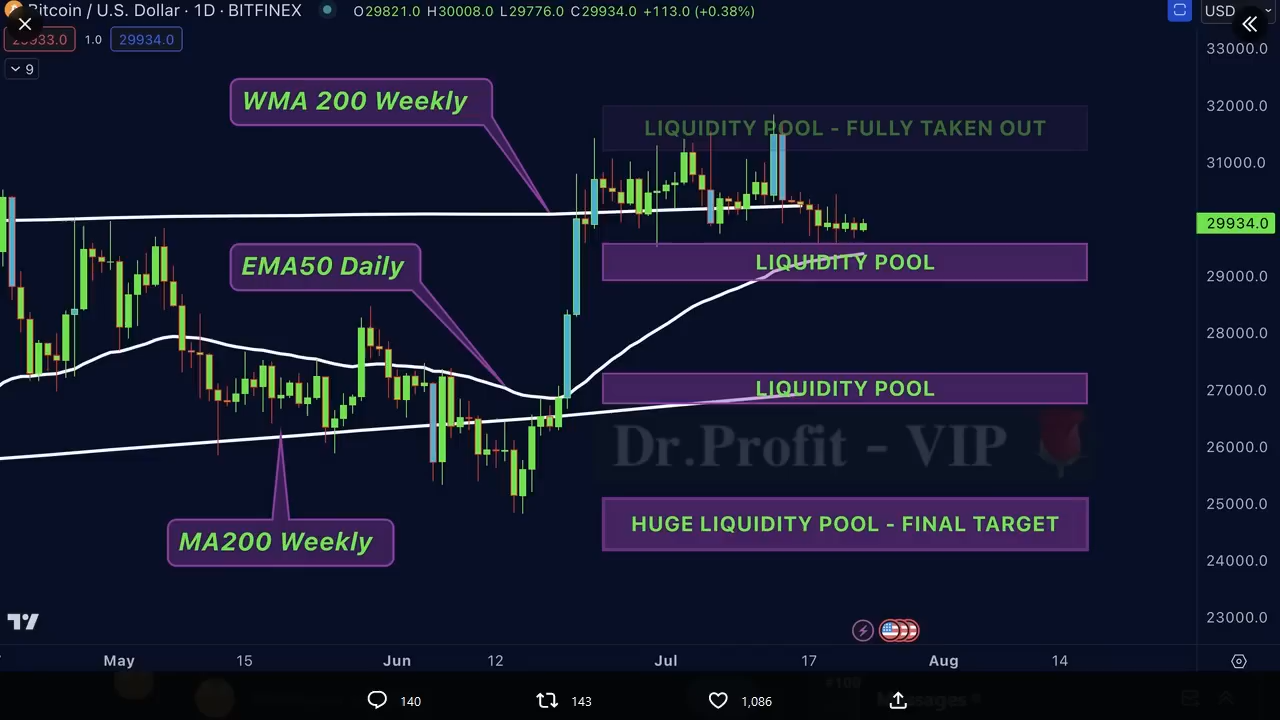 Bitcoin / U.S. Dollar · 1D · BITFINEX O29821.0 H30008.0 L29776.0 C29934.0 +113.0 (+0.38%)
USD
29933.0 1.0 29934.0
9
33000.0
32000.0
31000.0
29934.0
29000.0
28000.0
27000.0
26000.0
25000.0
24000.0
23000.0
WMA 200 Weekly
LIQUIDITY POOL - FULLY TAKEN OUT
EMA50 Daily
LIQUIDITY POOL
LIQUIDITY POOL
Dr.Profit - VIP
HUGE LIQUIDITY POOL - FINAL TARGET
MA200 Weekly
May 15 Jun 12 Jul 17 Aug 14
140 143 1,086
#100
Messages